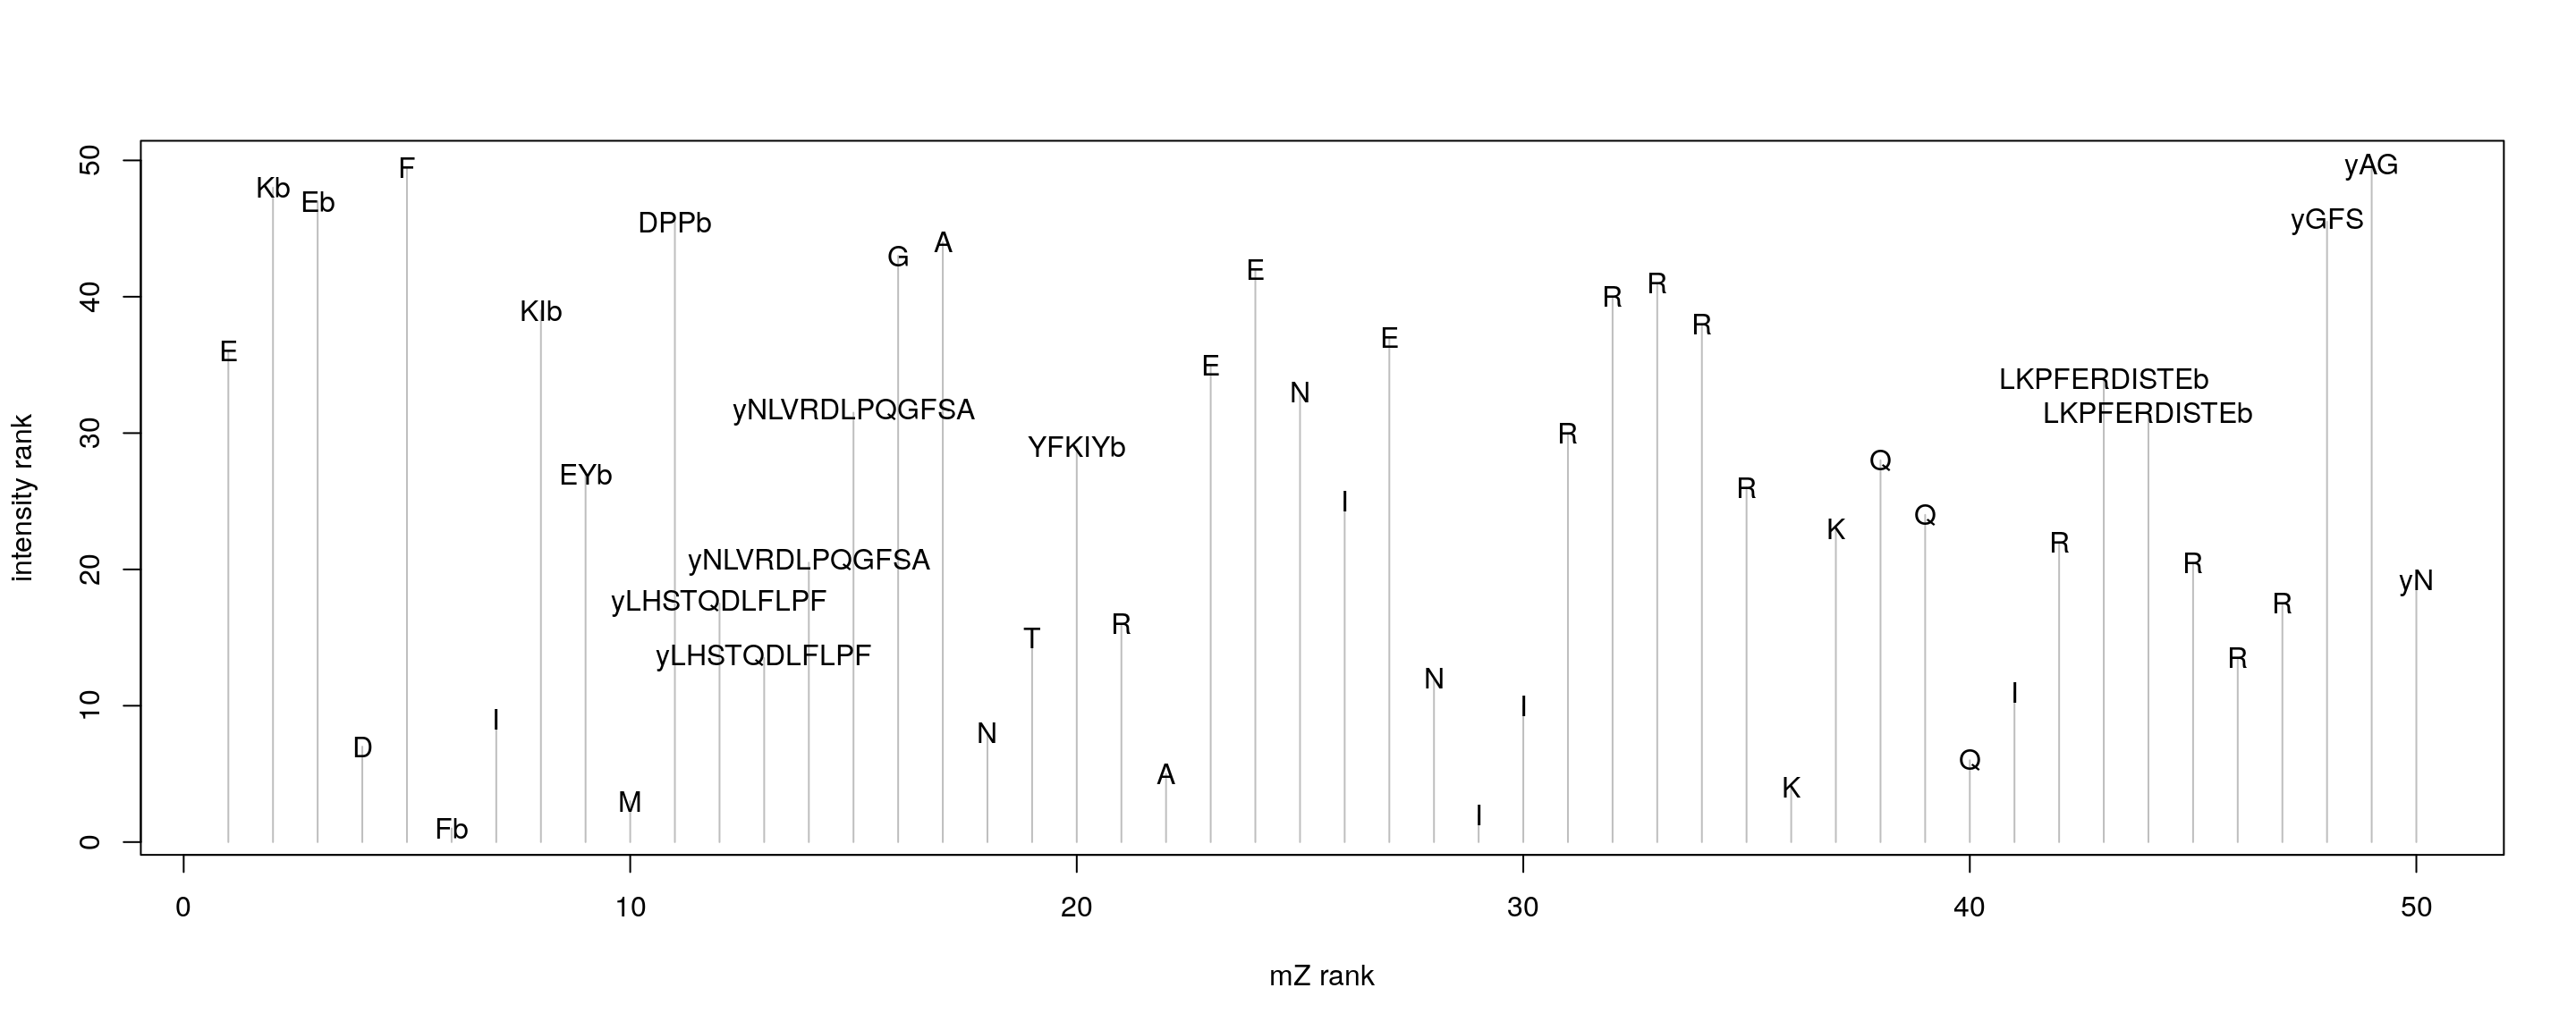 50
F
yAG
Kb
Eb
DPPb
yGFS
A
G
E
40
R
R
KIb
R
E
E
E
LKPFERDISTEb
N
yNLVRDLPQGFSA
LKPFERDISTEb
30
R
YFKIYb
Q
EYb
R
I
Q
K
R
20
yNLVRDLPQGFSA
R
yN
yLHSTQDLFLPF
R
R
T
yLHSTQDLFLPF
R
N
I
10
I
I
N
D
Q
A
K
M
I
Fb
0
intensity rank
0 10 20 30 40 50
mZ rank